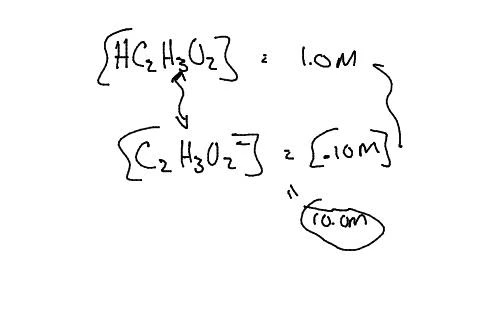 [HC₂H₃O₂] = 1.0M
[C₂H₃O₂⁻] = [.10M]
"
10.0M